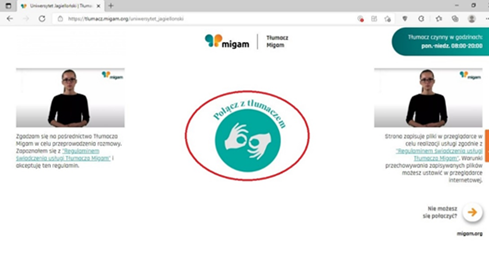 Uniwersytet Jagielloński | Tłumac
https://tlumacz.migam.org/uniwersytet_jagiellonski
migam
Tłumacz
Migam
Tłumacz czynny w godzinach:
pon.-niedz. 08:00-20:00
migam
Zgadzam się na pośrednictwo Tłumacza
Migam w celu przeprowadzenia rozmowy.
Zapoznałem się z "Regulaminem
świadczenia usługi Tłumacz Migam" i
akceptuję ten regulamin.
Połącz z tłumaczem
migam
Strona zapisuje pliki w przeglądarce w
celu realizacji usługi zgodnie z
"Regulaminem świadczenia usługi
Tłumacz Migam". Warunki
przechowywania zapisywanych plików
możesz ustawić w przeglądarce
internetowej.
Nie możesz
się połączyć?
migam.org